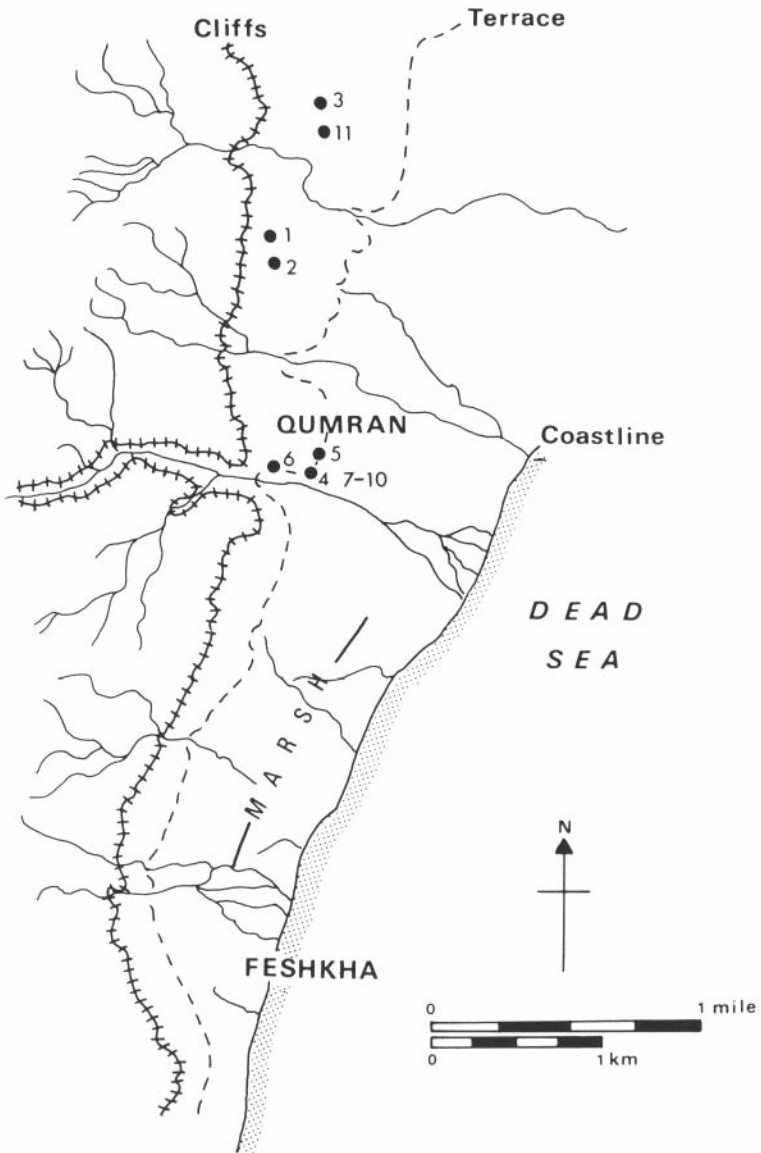 Cliffs
Terrace
3
11
1
2
QUMRAN
Coastline
5
6
4 7-10
DEAD
SEA
MARSH
N
FESHKHA
0 1 mile
0 1 km